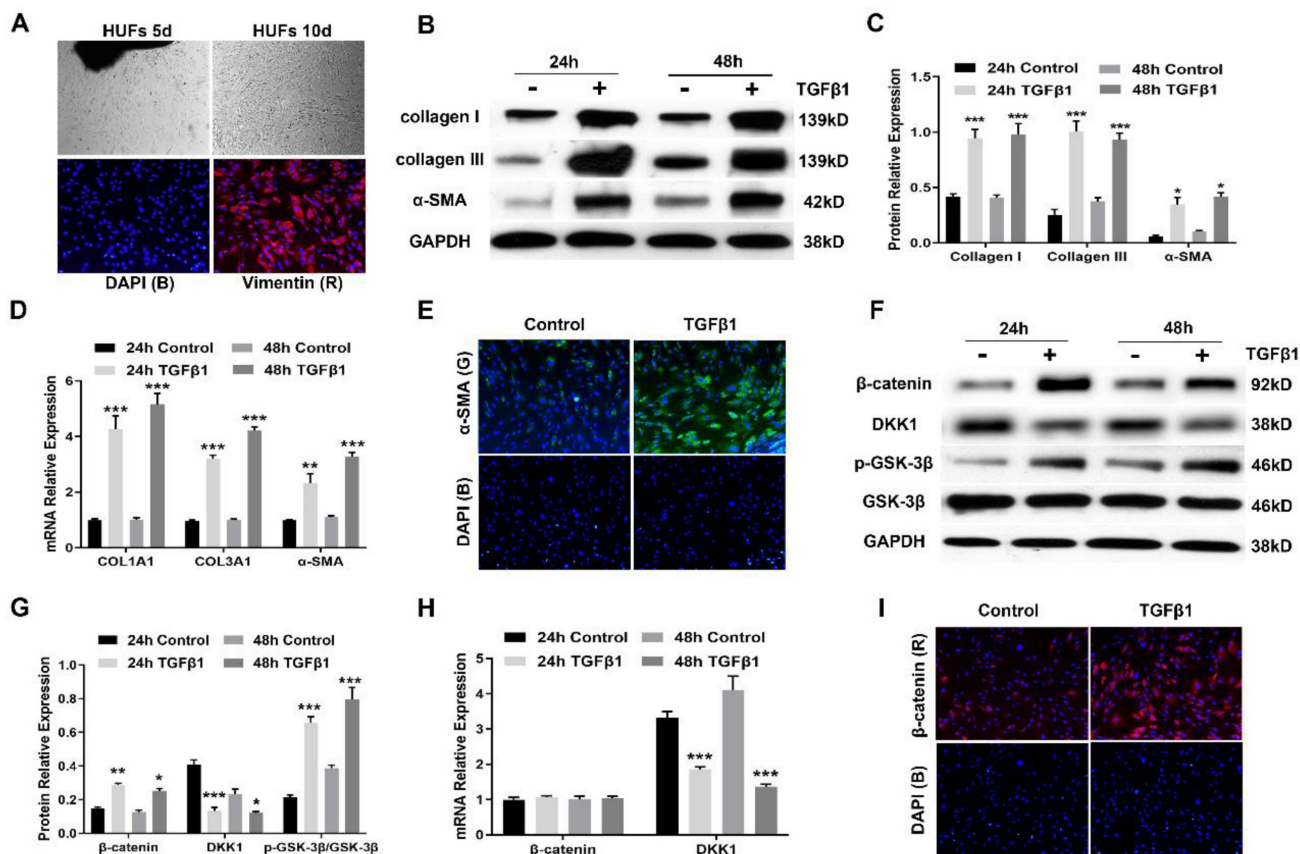 A
HUFs 5d HUFs 10d
DAPI (B) Vimentin (R)
B
24h 48h
- + - + TGFβ1
collagen I 139kD
collagen III 139kD
α-SMA 42kD
GAPDH 38kD
C
24h Control 48h Control
24h TGFβ1 48h TGFβ1
Protein Relative Expression
1.5
1.0
0.5
0.0
*** *** *** *** * *
Collagen I Collagen III α-SMA
D
24h Control 48h Control
24h TGFβ1 48h TGFβ1
mRNA Relative Expression
8
6
4
2
0
*** *** *** *** ** ***
COL1A1 COL3A1 α-SMA
E
Control TGFβ1
α-SMA (G)
DAPI (B)
F
24h 48h
- + - + TGFβ1
β-catenin 92kD
DKK1 38kD
p-GSK-3β 46kD
GSK-3β 46kD
GAPDH 38kD
G
24h Control 48h Control
24h TGFβ1 48h TGFβ1
Protein Relative Expression
1.0
0.8
0.6
0.4
0.2
0.0
** * *** * *** ***
β-catenin DKK1 p-GSK-3β/GSK-3β
H
24h Control 48h Control
24h TGFβ1 48h TGFβ1
mRNA Relative Expression
5
4
3
2
1
0
*** ***
β-catenin DKK1
I
Control TGFβ1
β-catenin (R)
DAPI (B)